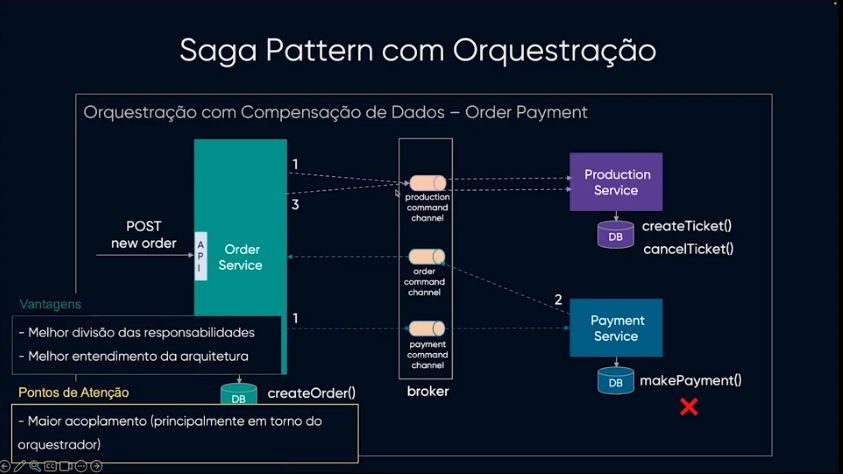 Saga Pattern com Orquestração
Orquestração com Compensação de Dados – Order Payment
1
3
POST
new order
A
P
I
Order
Service
1
production
command
channel
order
command
channel
payment
command
channel
broker
Production
Service
DB
createTicket()
cancelTicket()
2
Payment
Service
DB
makePayment()
Vantagens
- Melhor divisão das responsabilidades
- Melhor entendimento da arquitetura
DB
createOrder()
Pontos de Atenção
- Maior acoplamento (principalmente em torno do
orquestrador)